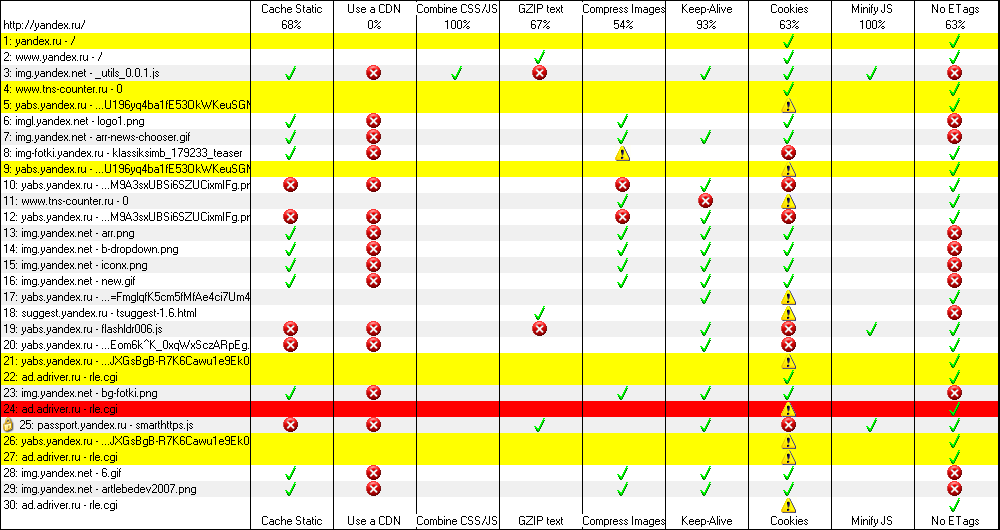 Cache Static Use a CDN Combine CSS/JS GZIP text Compress Images Keep-Alive Cookies Minify JS No ETags
http://yandex.ru/ 68% 0% 100% 67% 54% 93% 63% 100% 63%
1: yandex.ru - /
2: www.yandex.ru - /
3: img.yandex.net - _utils_0.0.1.js
4: www.tns-counter.ru - 0
5: yabs.yandex.ru - ...U196yq4ba1fE53OkWKeuSGN
6: imgl.yandex.net - logo1.png
7: img.yandex.net - arr-news-chooser.gif
8: img-fotki.yandex.ru - klassiksimb_179233_teaser
9: yabs.yandex.ru - ...U196yq4ba1fE53OkWKeuSGN
10: yabs.yandex.ru - ...M9A3sxUBSi6SZUCixmlFg.pr
11: www.tns-counter.ru - 0
12: yabs.yandex.ru - ...M9A3sxUBSi6SZUCixmlFg.pr
13: img.yandex.net - arr.png
14: img.yandex.net - b-dropdown.png
15: img.yandex.net - iconx.png
16: img.yandex.net - new.gif
17: yabs.yandex.ru - ...=FmglqfK5cm5fMfAe4ci7Um4
18: suggest.yandex.ru - tsuggest-1.6.html
19: yabs.yandex.ru - flashldr006.js
20: yabs.yandex.ru - ...Eom6k^K_0xqWxSczARpEg.
21: yabs.yandex.ru - ...JXGsBgB-R7K6Cawu1e9Ek0
22: ad.adriver.ru - rle.cgi
23: img.yandex.net - bg-fotki.png
24: ad.adriver.ru - rle.cgi
25: passport.yandex.ru - smarthttps.js
26: yabs.yandex.ru - ...JXGsBgB-R7K6Cawu1e9Ek0
27: ad.adriver.ru - rle.cgi
28: img.yandex.net - 6.gif
29: img.yandex.net - artlebedev2007.png
30: ad.adriver.ru - rle.cgi
Cache Static Use a CDN Combine CSS/JS GZIP text Compress Images Keep-Alive Cookies Minify JS No ETags